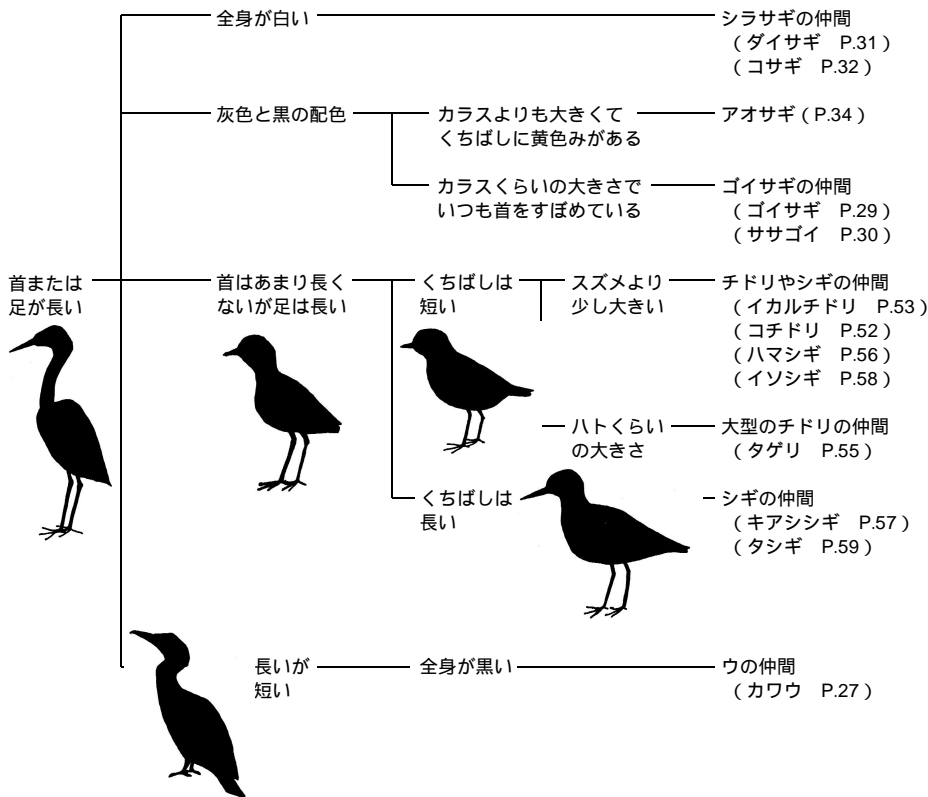 全身が白い
シラサギの仲間
(ダイサギ P.31)
(コサギ P.32)
灰色と黒の配色
カラスよりも大きくて
くちばしに黄色みがある
アオサギ(P.34)
カラスくらいの大きさで
いつも首をすぼめている
ゴイサギの仲間
(ゴイサギ P.29)
(ササゴイ P.30)
首または
足が長い
首はあまり長く
ないが足は長い
くちばしは
短い
スズメより
少し大きい
チドリやシギの仲間
(イカルチドリ P.53)
(コチドリ P.52)
(ハマシギ P.56)
(イソシギ P.58)
ハトくらい
の大きさ
大型のチドリの仲間
(タゲリ P.55)
くちばしは
長い
シギの仲間
(キアシシギ P.57)
(タシギ P.59)
長いが
短い
全身が黒い
ウの仲間
(カワウ P.27)